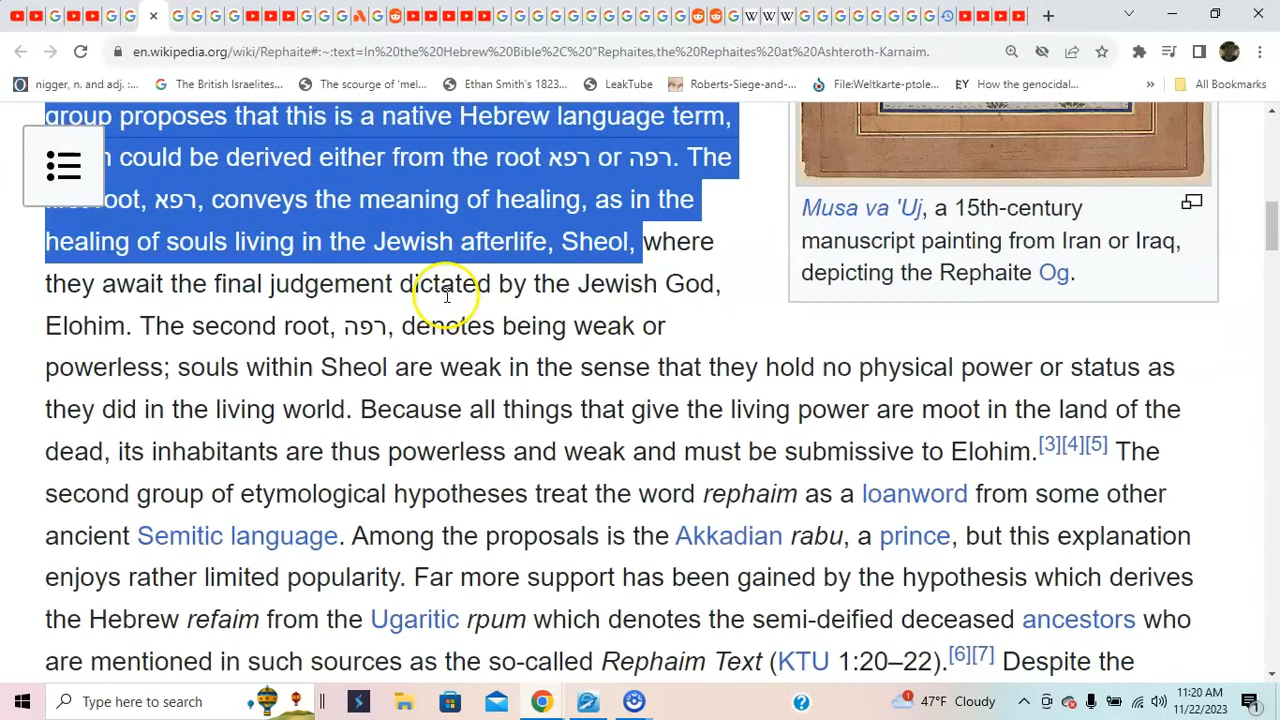 en.wikipedia.org/wiki/Rephaite#:~:text=In%20the%20Hebrew%20Bible%2C%20"Rephaites,the%20Rephaites%20at%20Ashteroth-Karnaim.
nigger, n. and adj. :...
The British Israelites...
The scourge of 'mel...
Ethan Smith's 1823...
LeakTube
Roberts-Siege-and-...
File:Weltkarte-ptole...
EY How the genocidal...
»
All Bookmarks
group proposes that this is a native Hebrew language term,
could be derived either from the root רפא or רפה. The
root, רפא, conveys the meaning of healing, as in the
healing of souls living in the Jewish afterlife, Sheol, where
they await the final judgement dictated by the Jewish God,
Elohim. The second root, רפה, denotes being weak or
powerless; souls within Sheol are weak in the sense that they hold no physical power or status as
they did in the living world. Because all things that give the living power are moot in the land of the
dead, its inhabitants are thus powerless and weak and must be submissive to Elohim.[3][4][5] The
second group of etymological hypotheses treat the word rephaim as a loanword from some other
ancient Semitic language. Among the proposals is the Akkadian rabu, a prince, but this explanation
enjoys rather limited popularity. Far more support has been gained by the hypothesis which derives
the Hebrew refaim from the Ugaritic rpum which denotes the semi-deified deceased ancestors who
are mentioned in such sources as the so-called Rephaim Text (KTU 1:20–22).[6][7] Despite the
Musa va 'Uj, a 15th-century
manuscript painting from Iran or Iraq,
depicting the Rephaite Og.
Type here to search
47°F Cloudy
11:20 AM
11/22/2023